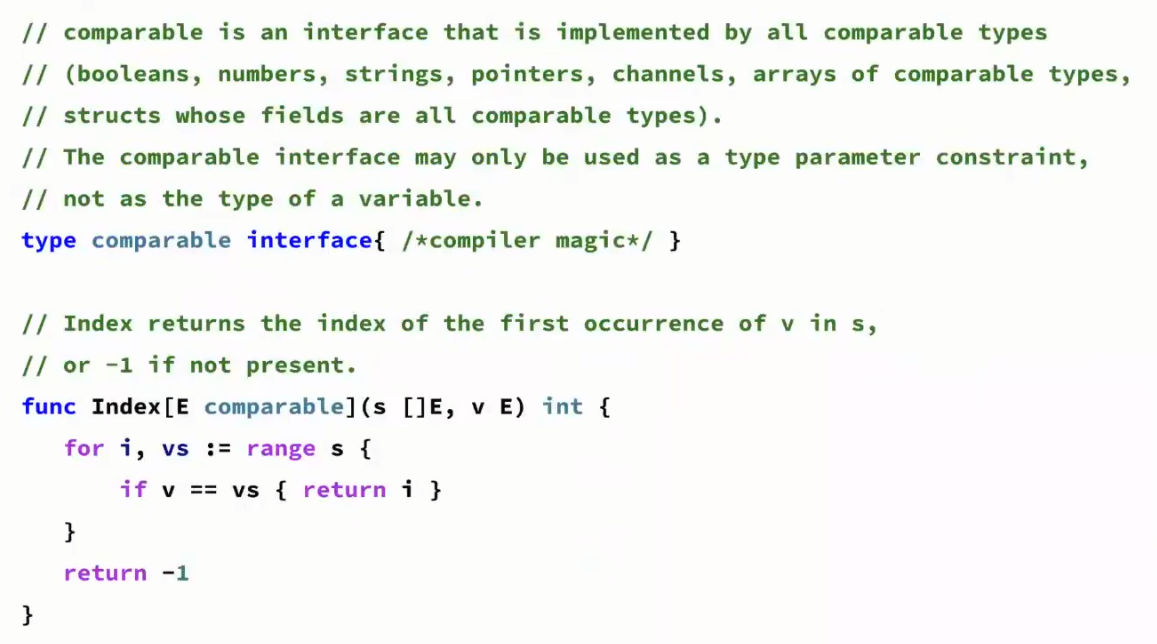 // comparable is an interface that is implemented by all comparable types
// (booleans, numbers, strings, pointers, channels, arrays of comparable types,
// structs whose fields are all comparable types).
// The comparable interface may only be used as a type parameter constraint,
// not as the type of a variable.
type comparable interface{ /*compiler magic*/ }

// Index returns the index of the first occurrence of v in s,
// or -1 if not present.
func Index[E comparable](s []E, v E) int {
   for i, vs := range s {
       if v == vs { return i }
   }
   return -1
}